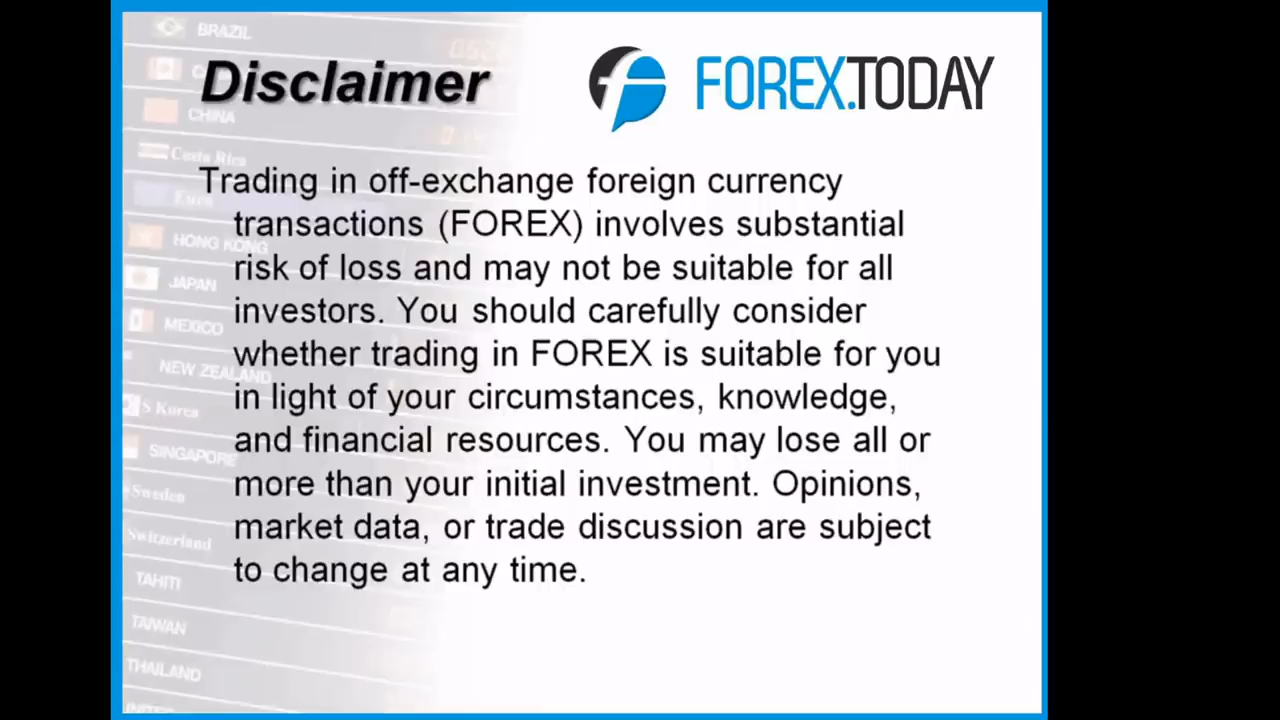 BRAZIL
Disclaimer
FOREX.TODAY
CHINA
Costa Rica
Trading in off-exchange foreign currency
Euro
transactions (FOREX) involves substantial
HONG KONG
risk of loss and may not be suitable for all
JAPAN
investors. You should carefully consider
MEXICO
whether trading in FOREX is suitable for you
NEW ZEALAND
in light of your circumstances, knowledge,
S Korea
and financial resources. You may lose all or
SINGAPORE
more than your initial investment. Opinions,
Sweden
market data, or trade discussion are subject
Switzerland
to change at any time.
TAHITI
TAIWAN
THAILAND